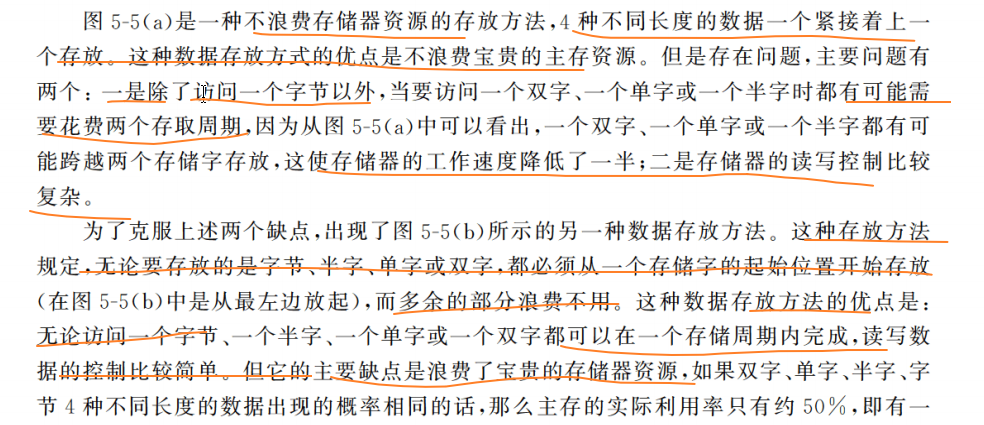 图 5-5(a)是一种不浪费存储器资源的存放方法,4 种不同长度的数据一个紧接着上一
个存放。这种数据存放方式的优点是不浪费宝贵的主存资源。但是存在问题,主要问题有
两个:一是除了访问一个字节以外,当要访问一个双字、一个单字或一个半字时都有可能需
要花费两个存取周期,因为从图 5-5(a)中可以看出,一个双字、一个单字或一个半字都有可
能跨越两个存储字存放,这使存储器的工作速度降低了一半;二是存储器的读写控制比较
复杂。
为了克服上述两个缺点,出现了图 5-5(b)所示的另一种数据存放方法。这种存放方法
规定,无论要存放的是字节、半字、单字或双字,都必须从一个存储字的起始位置开始存放
(在图 5-5(b)中是从最左边放起),而多余的部分浪费不用。这种数据存放方法的优点是:
无论访问一个字节、一个半字、一个单字或一个双字都可以在一个存储周期内完成,读写数
据的控制比较简单。但它的主要缺点是浪费了宝贵的存储器资源,如果双字、单字、半字、字
节 4 种不同长度的数据出现的概率相同的话,那么主存的实际利用率只有约 50%,即有一